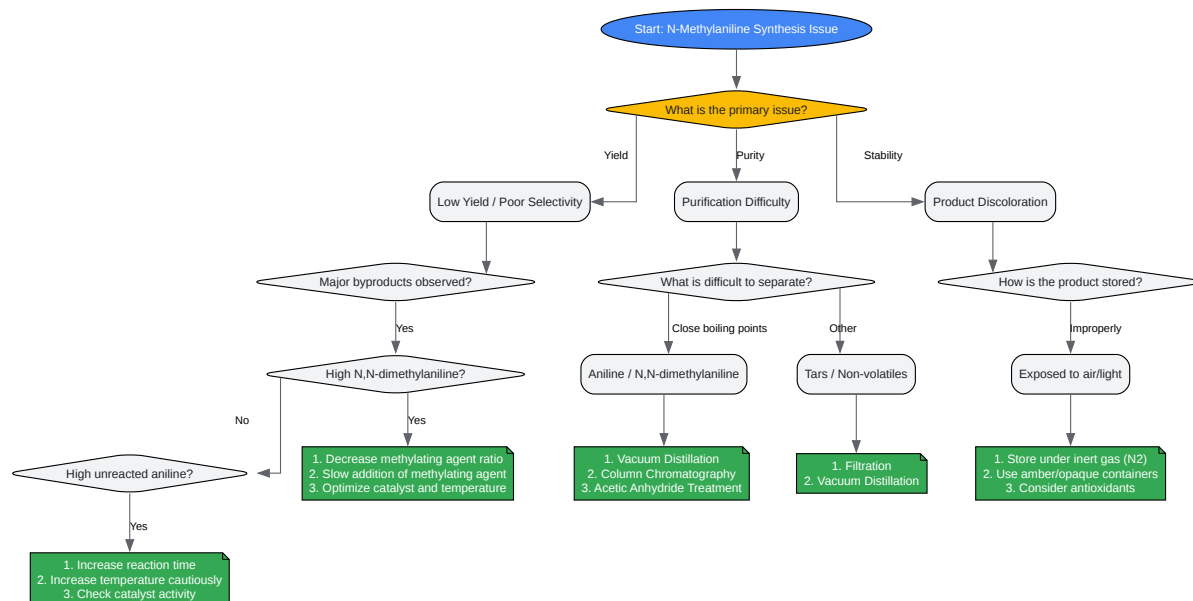 Start: N-Methylaniline Synthesis Issue
What is the primary issue?
Yield
Purity
Stability
Low Yield / Poor Selectivity
Purification Difficulty
Product Discoloration
Major byproducts observed?
What is difficult to separate?
How is the product stored?
Yes
Close boiling points
Other
Improperly
High N,N-dimethylaniline?
Aniline / N,N-dimethylaniline
Tars / Non-volatiles
Exposed to air/light
No
Yes
High unreacted aniline?
1. Decrease methylating agent ratio
2. Slow addition of methylating agent
3. Optimize catalyst and temperature
1. Vacuum Distillation
2. Column Chromatography
3. Acetic Anhydride Treatment
1. Filtration
2. Vacuum Distillation
1. Store under inert gas (N2)
2. Use amber/opaque containers
3. Consider antioxidants
Yes
1. Increase reaction time
2. Increase temperature cautiously
3. Check catalyst activity